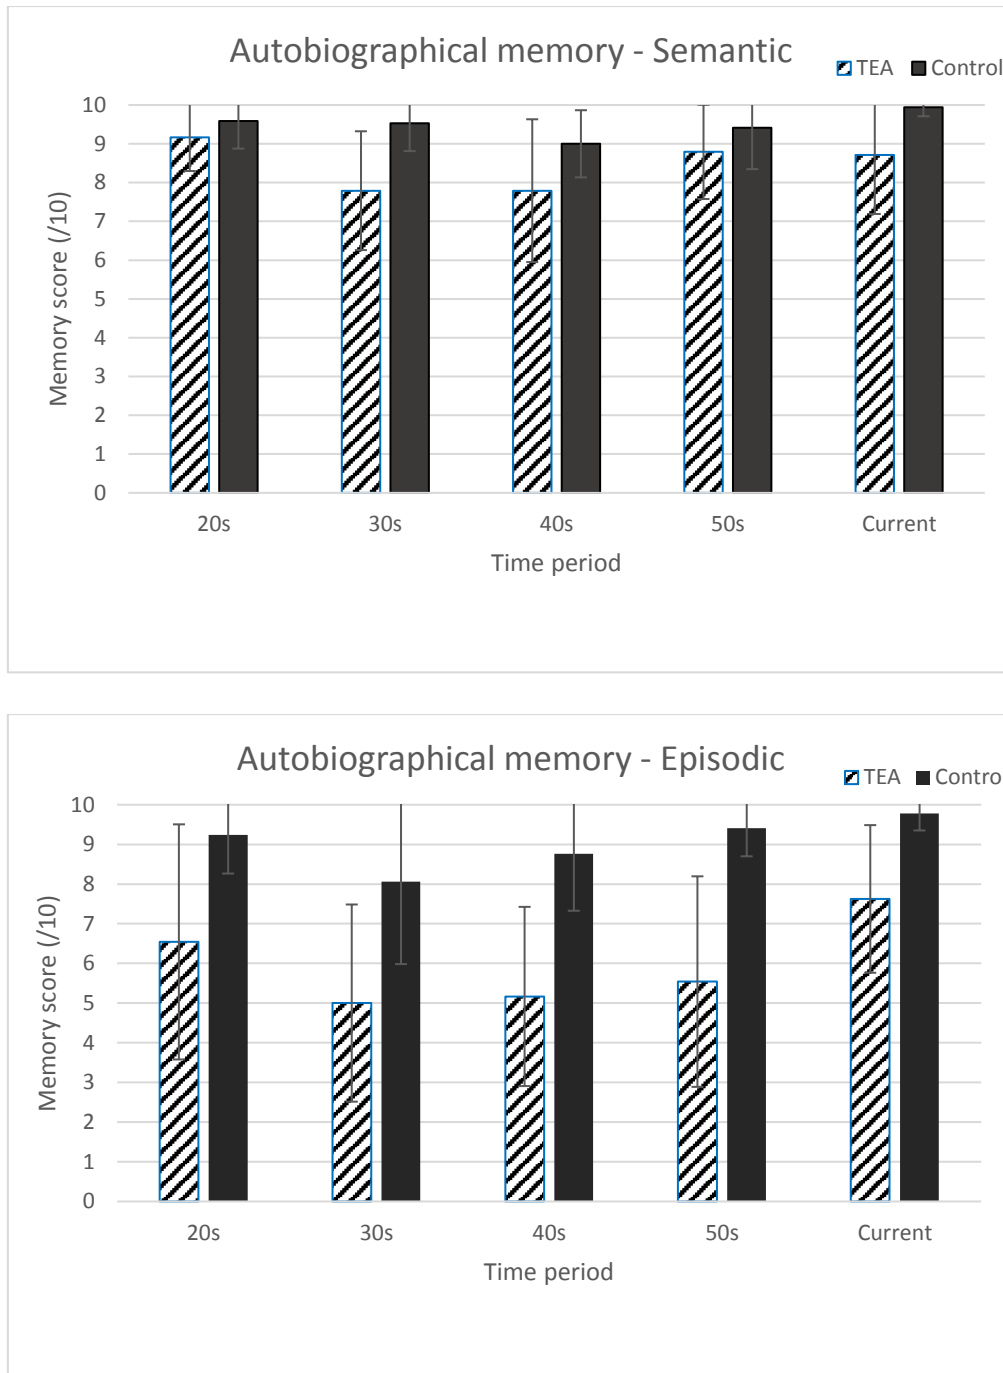 Autobiographical memory - Semantic
TEA Control
Memory score (/10)
10
9
8
7
6
5
4
3
2
1
0
20s 30s 40s 50s Current
Time period
Autobiographical memory - Episodic
TEA Contro
Memory score (/10)
10
9
8
7
6
5
4
3
2
1
0
20s 30s 40s 50s Current
Time period